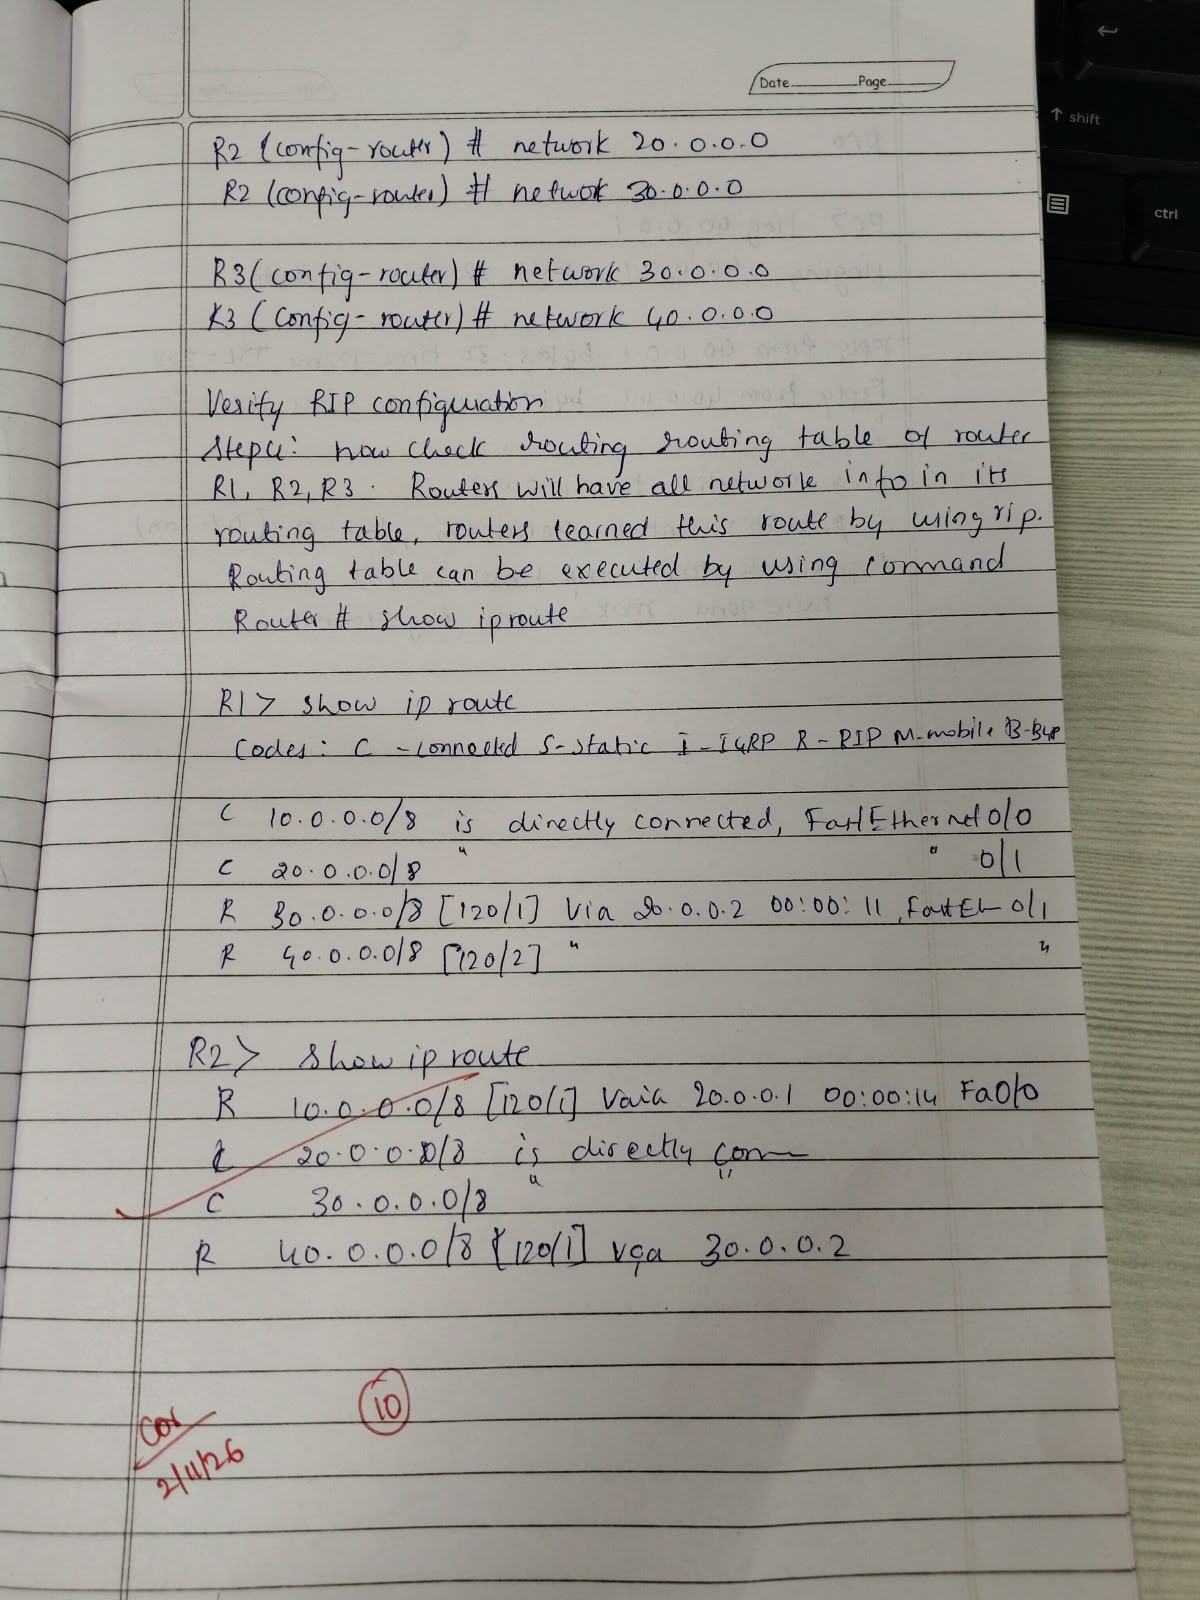 Date Page
R2 (config-router) # network 20.0.0.0
R2 (config-router) # network 30.0.0.0
R3 (config-router) # network 30.0.0.0
R3 (config-router) # network 40.0.0.0
Verify RIP configuration
Step4: now check routing routing table of router
R1, R2, R3. Routers will have all network info in its
routing table, routers learned this route by using rip.
Routing table can be executed by using command
Router # show ip route
R1> show ip route
Codes: C - connected S-static I-IGRP R-RIP M-mobile B-BGP
C 10.0.0.0/8 is directly connected, FastEthernet 0/0
C 20.0.0.0/8 " " 0/1
R 30.0.0.0/8 [120/1] Via 20.0.0.2 00:00:11, FastEt 0/1
R 40.0.0.0/8 [120/2] " "
R2> show ip route
R 10.0.0.0/8 [120/1] Vaia 20.0.0.1 00:00:14 Fa0/0
C 20.0.0.0/8 is directly conn
C 30.0.0.0/8 " "
R 40.0.0.0/8 [120/1] via 30.0.0.2
10
2/4/26
↑ shift
ctrl